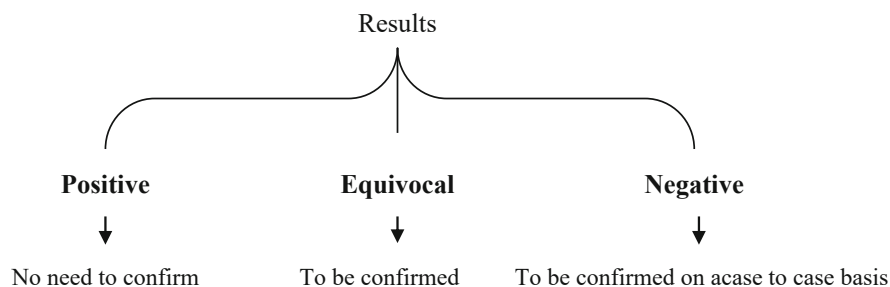 Results
Positive Equivocal Negative
No need to confirm To be confirmed To be confirmed on acase to case basis